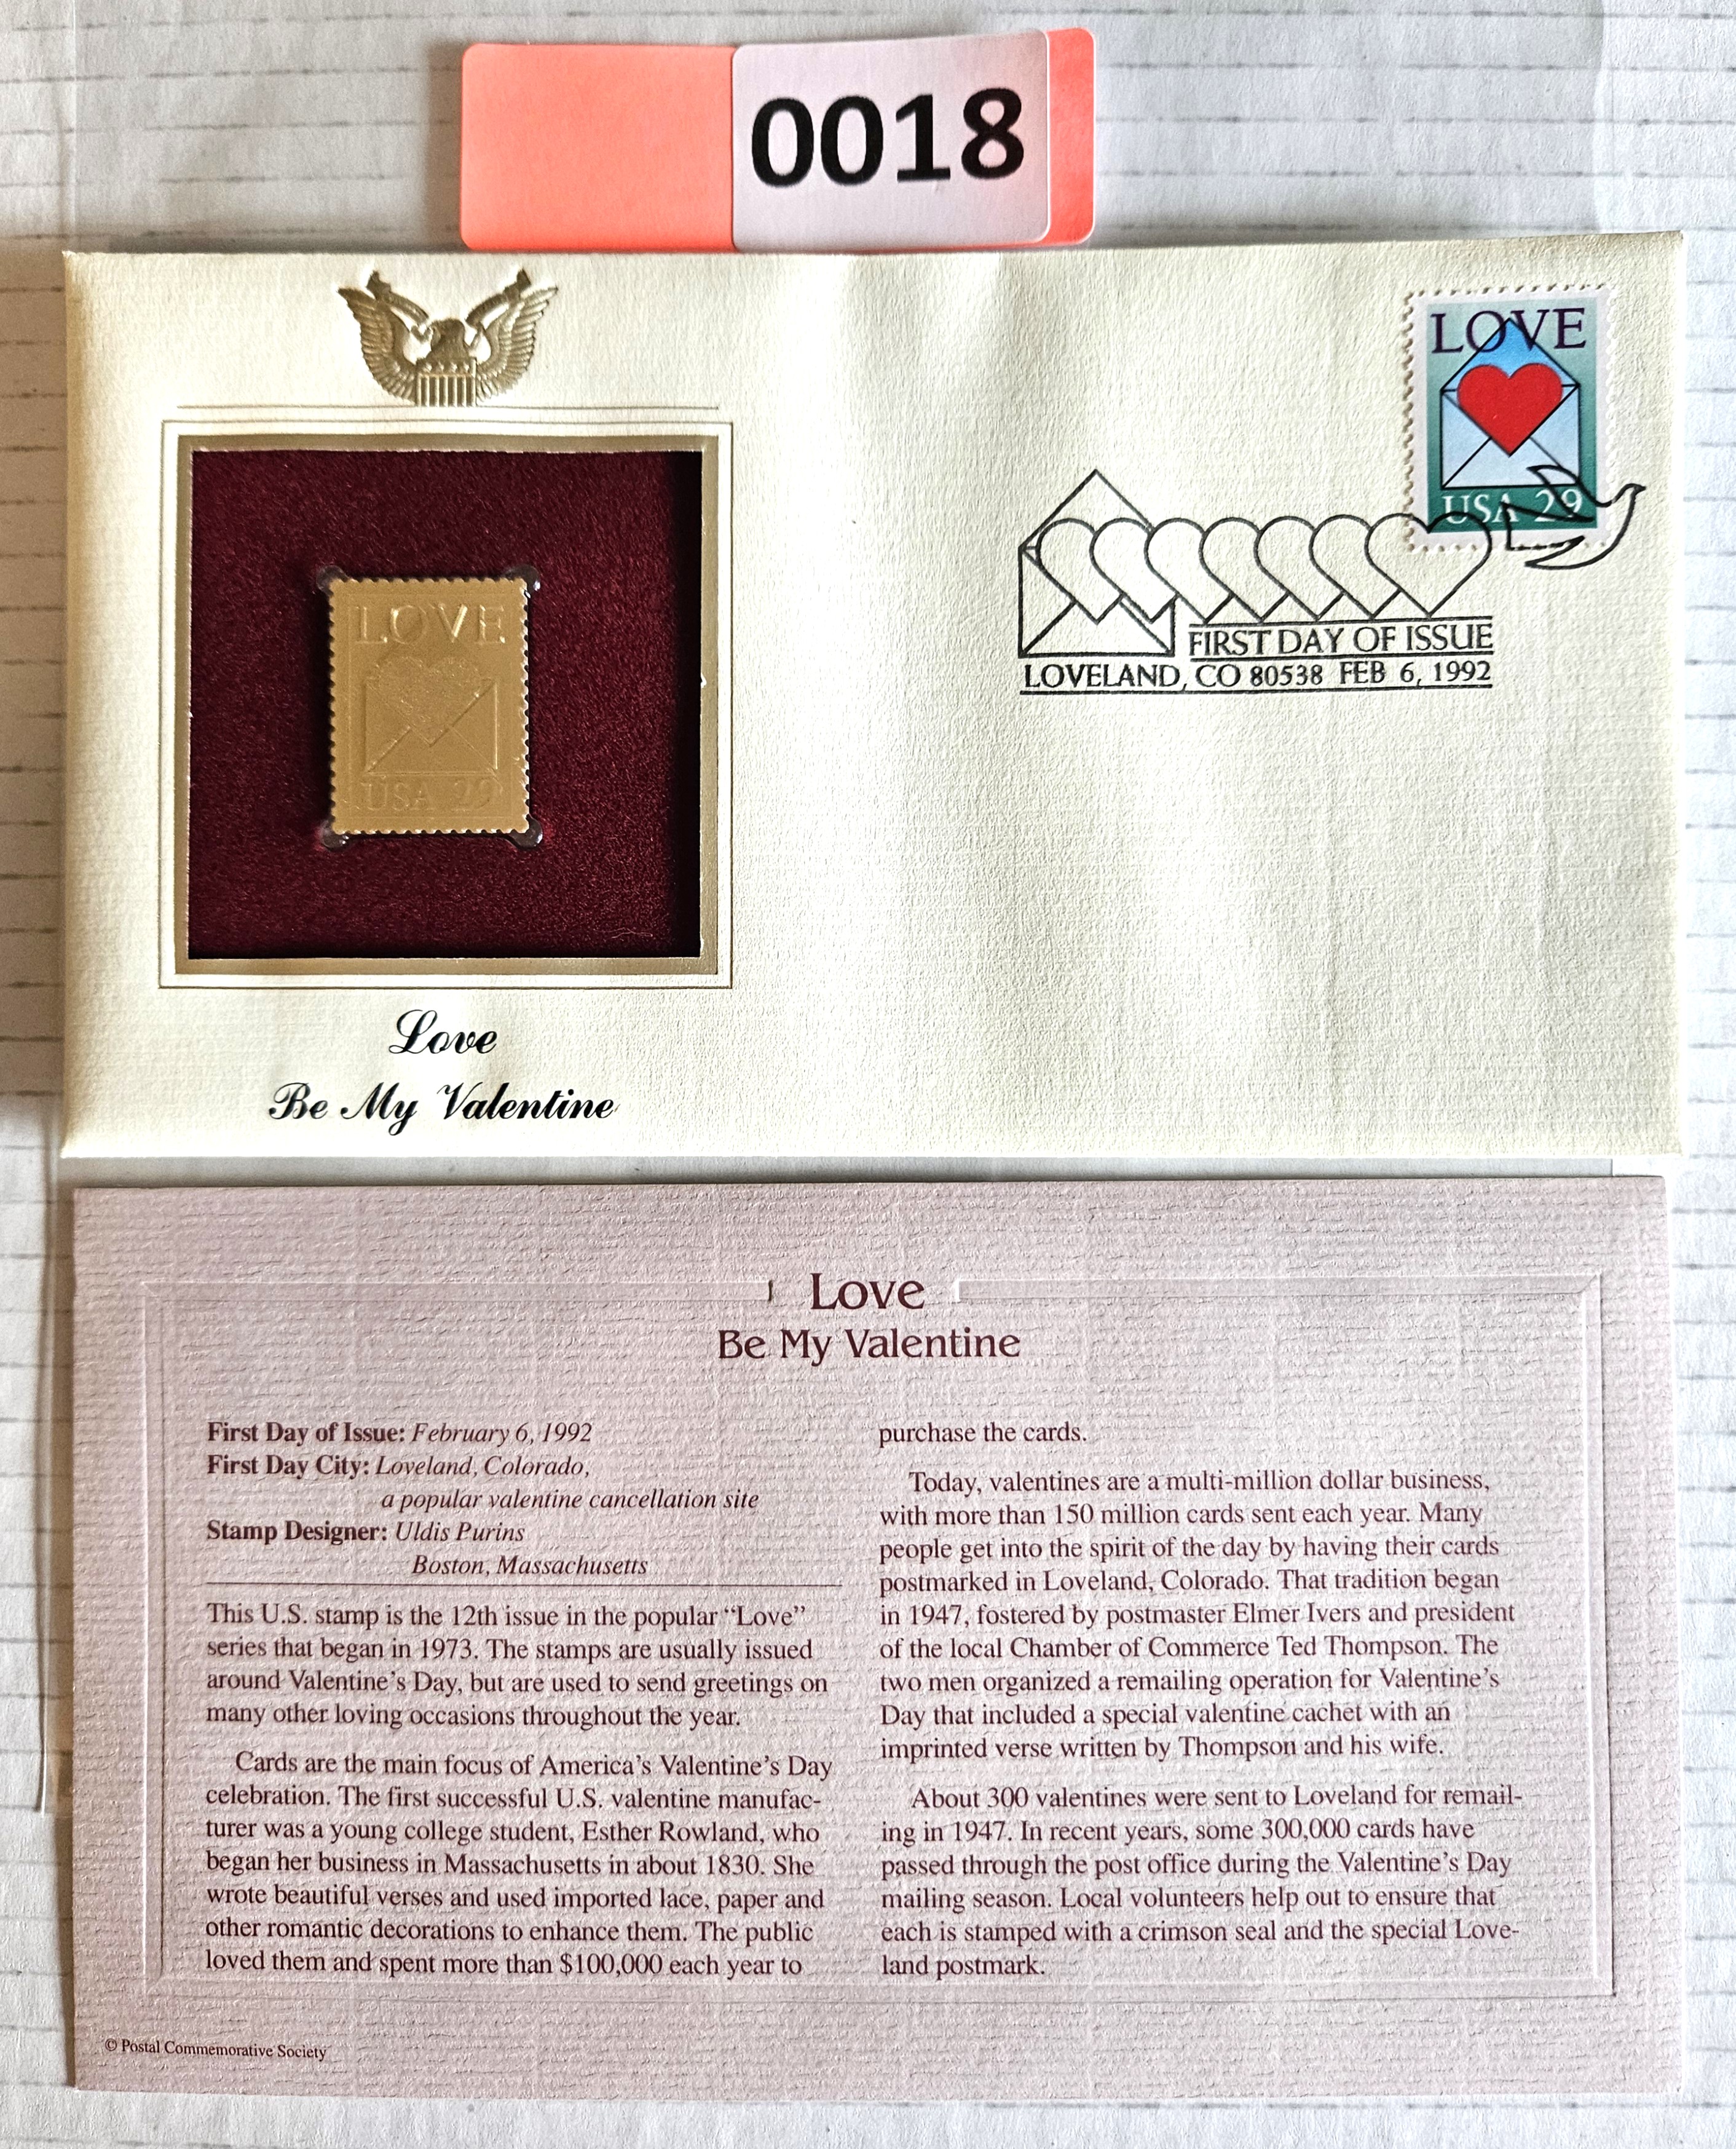 0018
LOVE
USA 29
FIRST DAY OF ISSUE
LOVELAND, CO 80538 FEB 6, 1992
LOVE
USA 29
Love
Be My Valentine
Love
Be My Valentine
First Day of Issue: February 6, 1992
First Day City: Loveland, Colorado,
a popular valentine cancellation site
Stamp Designer: Uldis Purins
Boston, Massachusetts
This U.S. stamp is the 12th issue in the popular “Love”
series that began in 1973. The stamps are usually issued
around Valentine’s Day, but are used to send greetings on
many other loving occasions throughout the year.
Cards are the main focus of America’s Valentine’s Day
celebration. The first successful U.S. valentine manufac-
turer was a young college student, Esther Rowland, who
began her business in Massachusetts in about 1830. She
wrote beautiful verses and used imported lace, paper and
other romantic decorations to enhance them. The public
loved them and spent more than $100,000 each year to
purchase the cards.
Today, valentines are a multi-million dollar business,
with more than 150 million cards sent each year. Many
people get into the spirit of the day by having their cards
postmarked in Loveland, Colorado. That tradition began
in 1947, fostered by postmaster Elmer Ivers and president
of the local Chamber of Commerce Ted Thompson. The
two men organized a remailing operation for Valentine’s
Day that included a special valentine cachet with an
imprinted verse written by Thompson and his wife.
About 300 valentines were sent to Loveland for remail-
ing in 1947. In recent years, some 300,000 cards have
passed through the post office during the Valentine’s Day
mailing season. Local volunteers help out to ensure that
each is stamped with a crimson seal and the special Love-
land postmark.
© Postal Commemorative Society